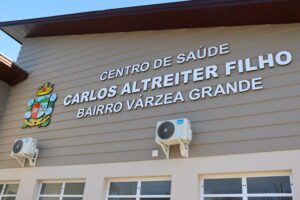 CENTRO DE SAÚDE
CARLOS ALTREITER FILHO
BAIRRO VÁRZEA GRANDE